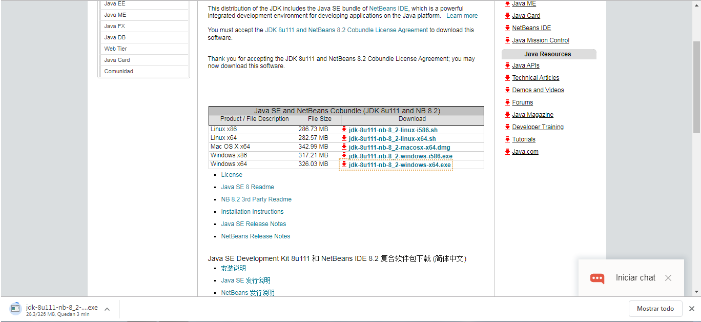 Java EE
Java ME
Java FX
Java DB
Web Tier
Java Card
Comunidad
This distribution of the JDK includes the Java SE bundle of NetBeans IDE, which is a powerful
integrated development environment for developing applications on the Java platform. Learn more
You must accept the JDK 8u111 and NetBeans 8.2 Cobundle License Agreement to download this
software.
Thank you for accepting the JDK 8u111 and NetBeans 8.2 Cobundle License Agreement; you may
now download this software.
Java SE and NetBeans Cobundle (JDK 8u111 and NB 8.2)
Product / File Description File Size Download
Linux x86 286.73 MB jdk-8u111-nb-8_2-linux-i586.sh
Linux x64 282.57 MB jdk-8u111-nb-8_2-linux-x64.sh
Mac OS X x64 342.99 MB jdk-8u111-nb-8_2-macosx-x64.dmg
Windows x86 317.21 MB jdk-8u111-nb-8_2-windows-i586.exe
Windows x64 326.03 MB jdk-8u111-nb-8_2-windows-x64.exe
License
Java SE 8 Readme
NB 8.2 3rd Party Readme
Installation Instructions
Java SE Release Notes
NetBeans Release Notes
Java SE Development Kit 8u111 和 NetBeans IDE 8.2 复合软件包下载 (简体中文)
安装说明
Java SE 发行说明
NetBeans 发行说明
Java ME
Java Card
NetBeans IDE
Java Mission Control
Java Resources
Java APIs
Technical Articles
Demos and Videos
Forums
Java Magazine
Developer Training
Tutorials
Java.com
Iniciar chat
jdk-8u111-nb-8_2-....exe
MB, Quedan 3 min
Mostrar todo